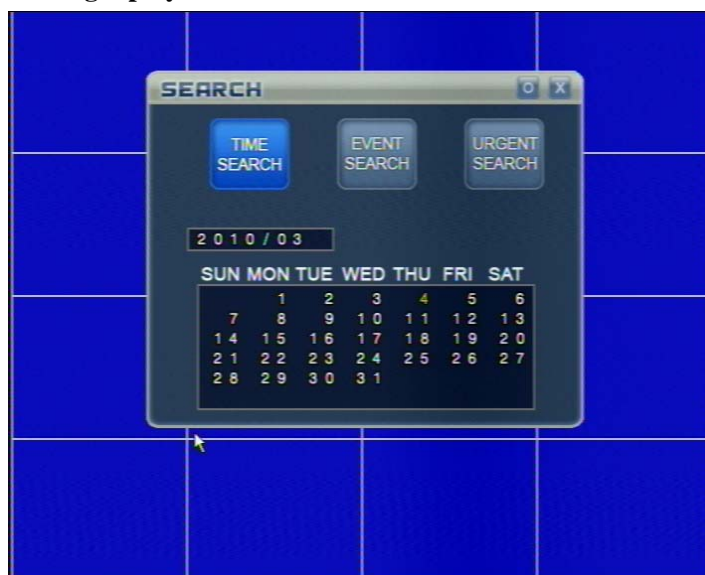 SEARCH O X
TIME SEARCH
EVENT SEARCH
URGENT SEARCH
2010/03
SUN MON TUE WED THU FRI SAT
1 2 3 4 5 6
7 8 9 10 11 12 13
14 15 16 17 18 19 20
21 22 23 24 25 26 27
28 29 30 31